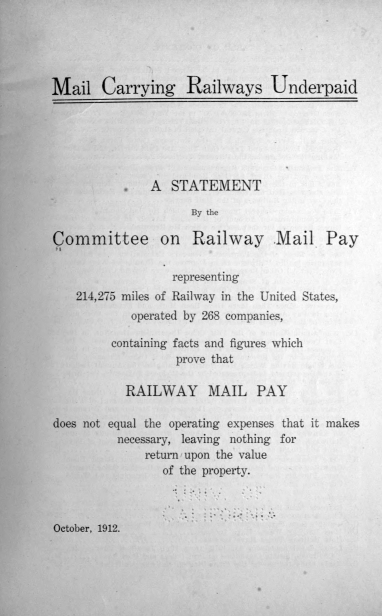 Mail Carrying Railways Underpaid
A STATEMENT
By the
Committee on Railway Mail Pay
representing
214,275 miles of Railway in the United States,
operated by 268 companies,
containing facts and figures which
prove that
RAILWAY MAIL PAY
does not equal the operating expenses that it makes
necessary, leaving nothing for
return upon the value
of the property.
UNIV. OF
CALIFORNIA
October, 1912.